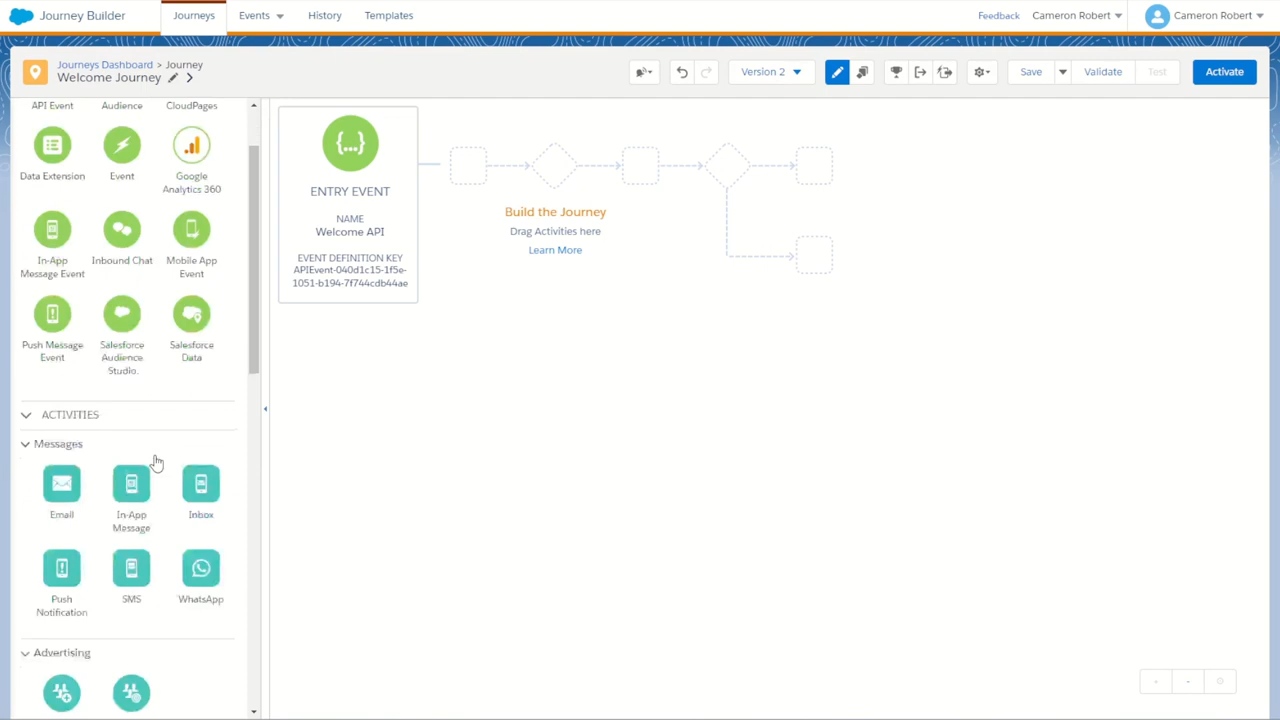 Journey Builder
Journeys
Events
History
Templates
Feedback
Cameron Robert
Cameron Robert
Journeys Dashboard > Journey
Welcome Journey
Version 2
Save
Validate
Test
Activate
API Event
Audience
CloudPages
Data Extension
Event
Google
Analytics 360
In-App
Message Event
Inbound Chat
Mobile App
Event
Push Message
Event
Salesforce
Audience
Studio.
Salesforce
Data
ACTIVITIES
Messages
Email
In-App
Message
Inbox
Push
Notification
SMS
WhatsApp
Advertising
{...}
ENTRY EVENT
NAME
Welcome API
EVENT DEFINITION KEY
APIEvent-040d1c15-1f5e-
1051-b194-7f744cdb44ae
Build the Journey
Drag Activities here
Learn More